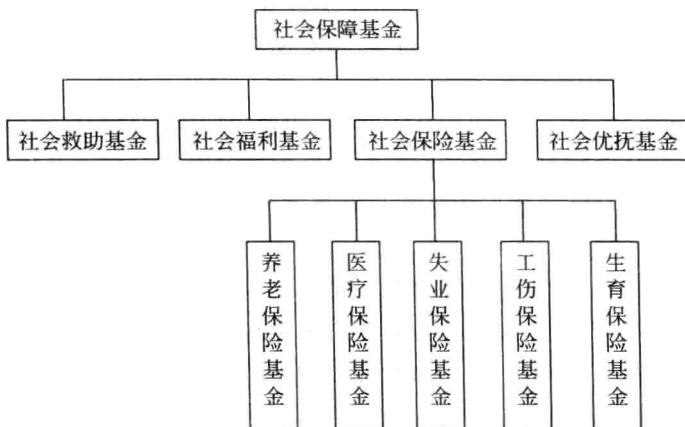 社会保障基金
社会救助基金
社会福利基金
社会保险基金
社会优抚基金
养老保险基金
医疗保险基金
失业保险基金
工伤保险基金
生育保险基金